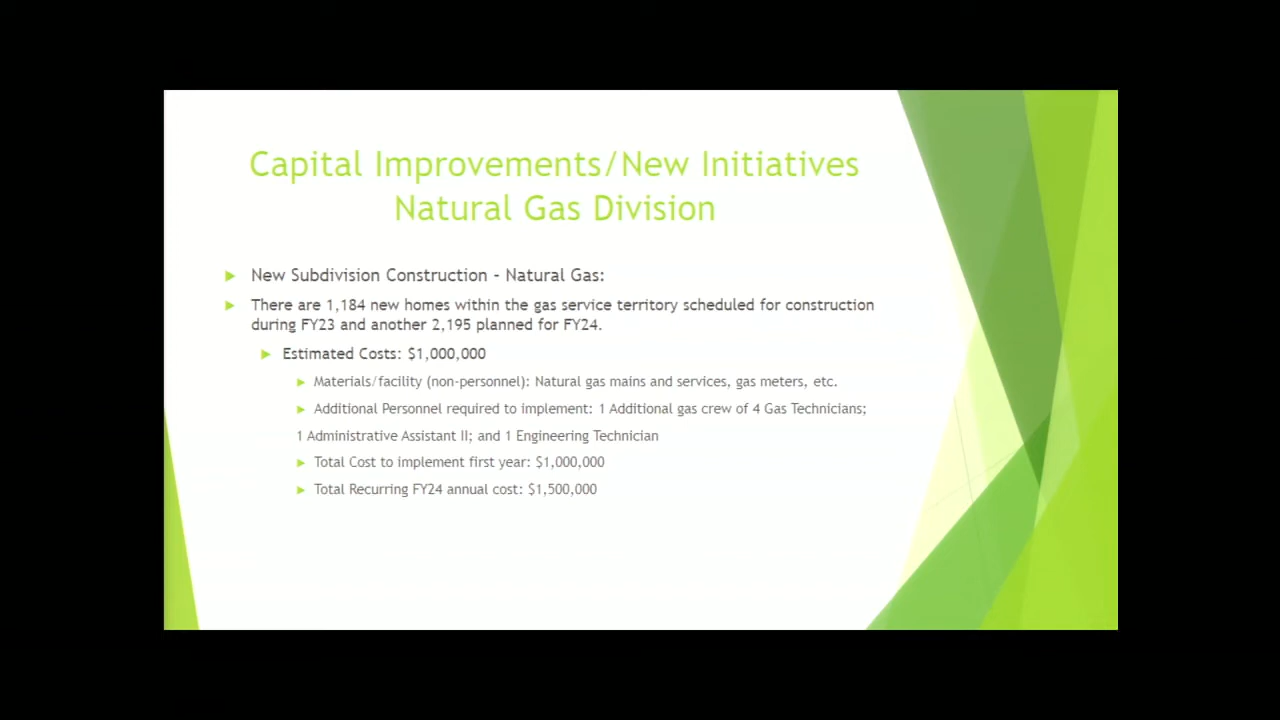 Capital Improvements/New Initiatives
Natural Gas Division
New Subdivision Construction – Natural Gas:
There are 1,184 new homes within the gas service territory scheduled for construction
during FY23 and another 2,195 planned for FY24.
Estimated Costs: $1,000,000
Materials/facility (non-personnel): Natural gas mains and services, gas meters, etc.
Additional Personnel required to implement: 1 Additional gas crew of 4 Gas Technicians;
1 Administrative Assistant II; and 1 Engineering Technician
Total Cost to implement first year: $1,000,000
Total Recurring FY24 annual cost: $1,500,000